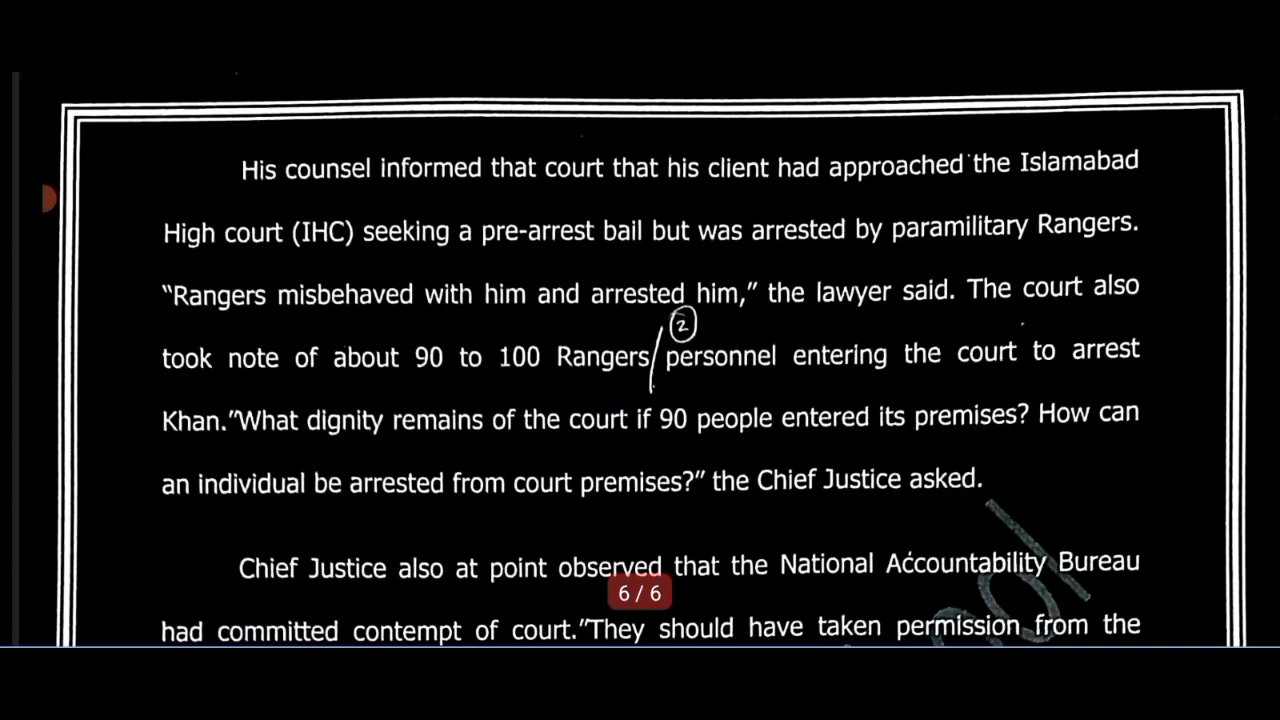 His counsel informed that court that his client had approached the Islamabad
High court (IHC) seeking a pre-arrest bail but was arrested by paramilitary Rangers.
“Rangers misbehaved with him and arrested him,” the lawyer said. The court also
2
took note of about 90 to 100 Rangers/ personnel entering the court to arrest
Khan.”What dignity remains of the court if 90 people entered its premises? How can
an individual be arrested from court premises?” the Chief Justice asked.
Chief Justice also at point observed that the National Accountability Bureau
6 / 6
had committed contempt of court.”They should have taken permission from the